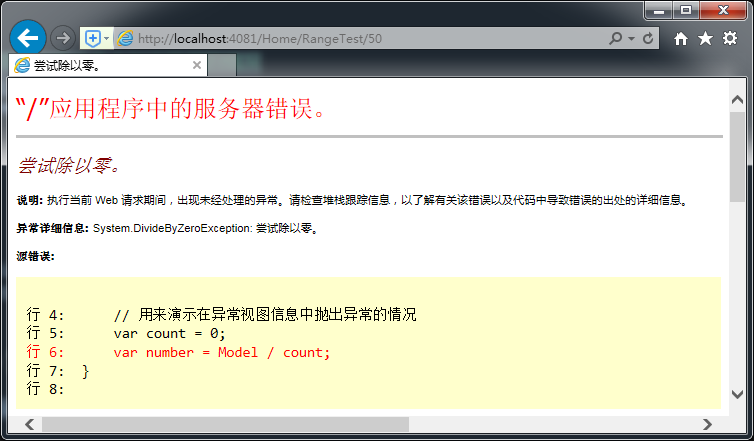 http://localhost:4081/Home/RangeTest/50
尝试除以零。
“/”应用程序中的服务器错误。
尝试除以零。
说明: 执行当前 Web 请求期间，出现未经处理的异常。请检查堆栈跟踪信息，以了解有关该错误以及代码中导致错误的出处的详细信息。
异常详细信息: System.DivideByZeroException: 尝试除以零。
源错误:
行 4:      // 用来演示在异常视图信息中抛出异常的情况
行 5:      var count = 0;
行 6:      var number = Model / count;
行 7:  }
行 8: